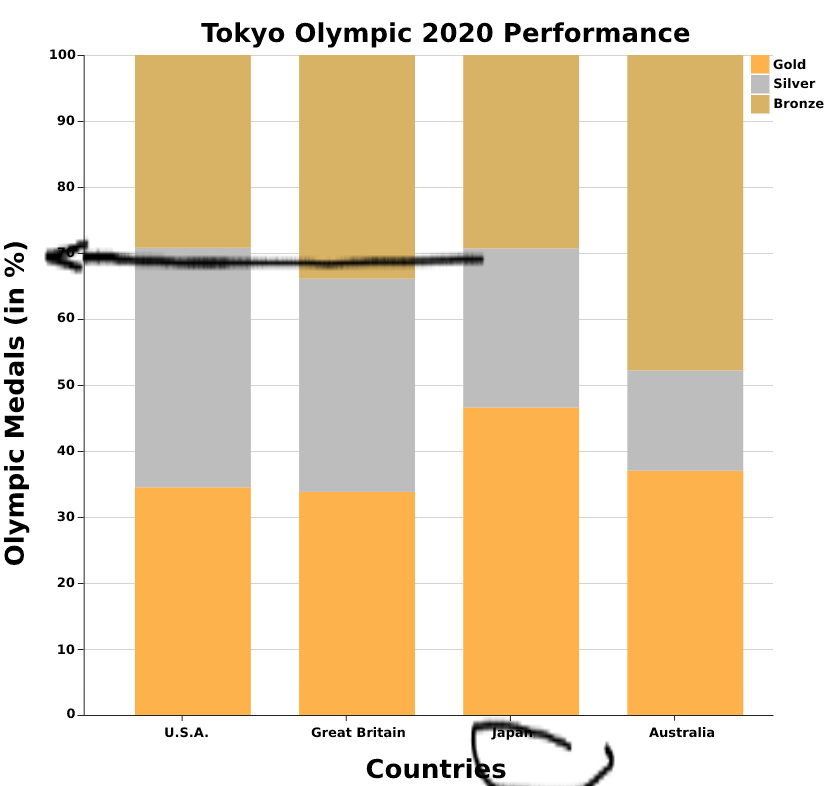 Tokyo Olympic 2020 Performance
Gold
Silver
Bronze
Olympic Medals (in %)
100
90
80
70
60
50
40
30
20
10
0
U.S.A. Great Britain Japan Australia
Countries